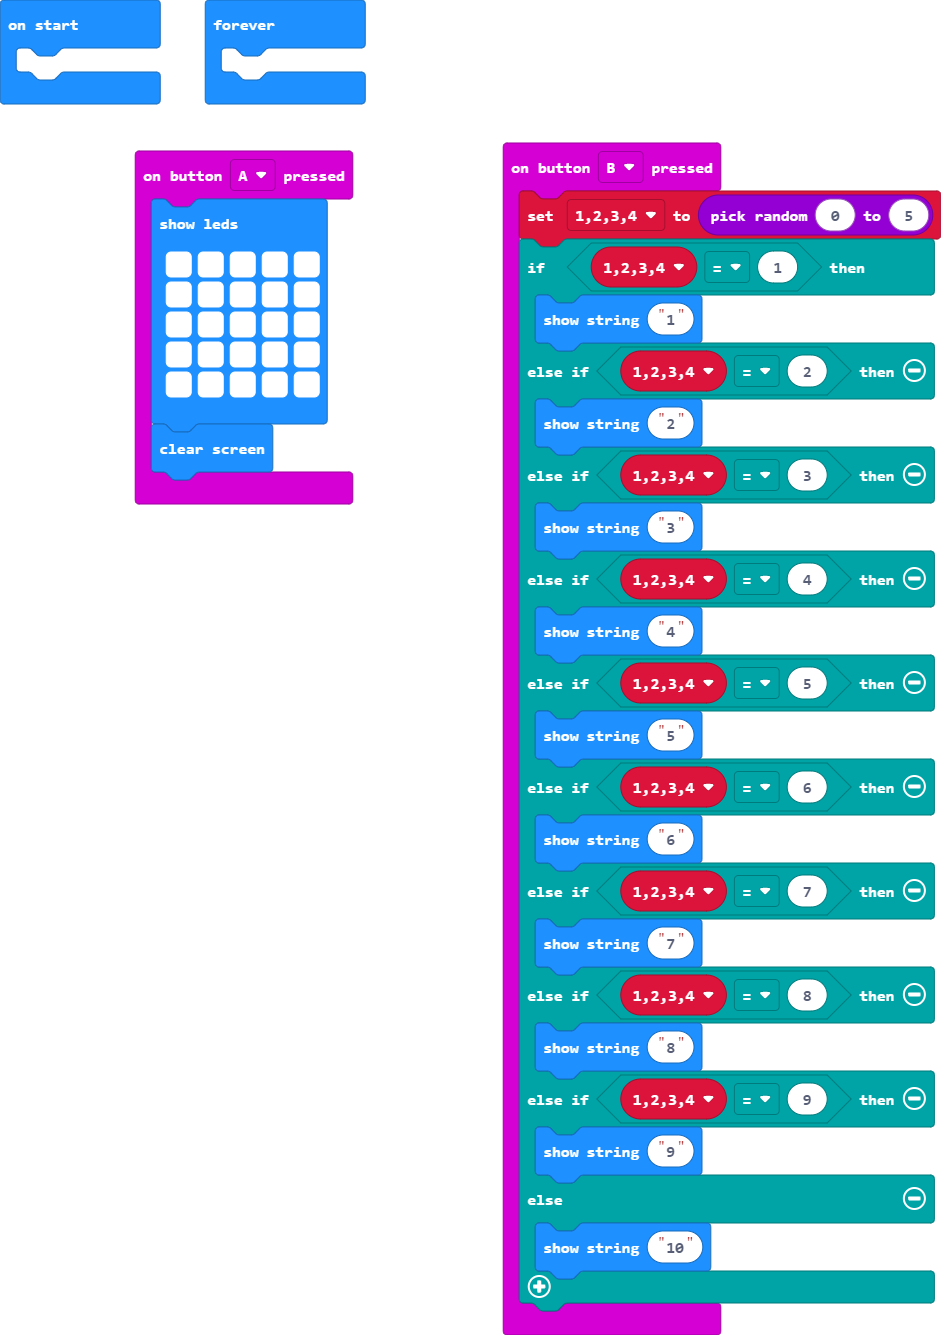 on start
forever
on button A pressed
show leds
clear screen
on button B pressed
set 1,2,3,4 to pick random 0 to 5
if 1,2,3,4 = 1 then
show string "1"
else if 1,2,3,4 = 2 then
show string "2"
else if 1,2,3,4 = 3 then
show string "3"
else if 1,2,3,4 = 4 then
show string "4"
else if 1,2,3,4 = 5 then
show string "5"
else if 1,2,3,4 = 6 then
show string "6"
else if 1,2,3,4 = 7 then
show string "7"
else if 1,2,3,4 = 8 then
show string "8"
else if 1,2,3,4 = 9 then
show string "9"
else
show string "10"